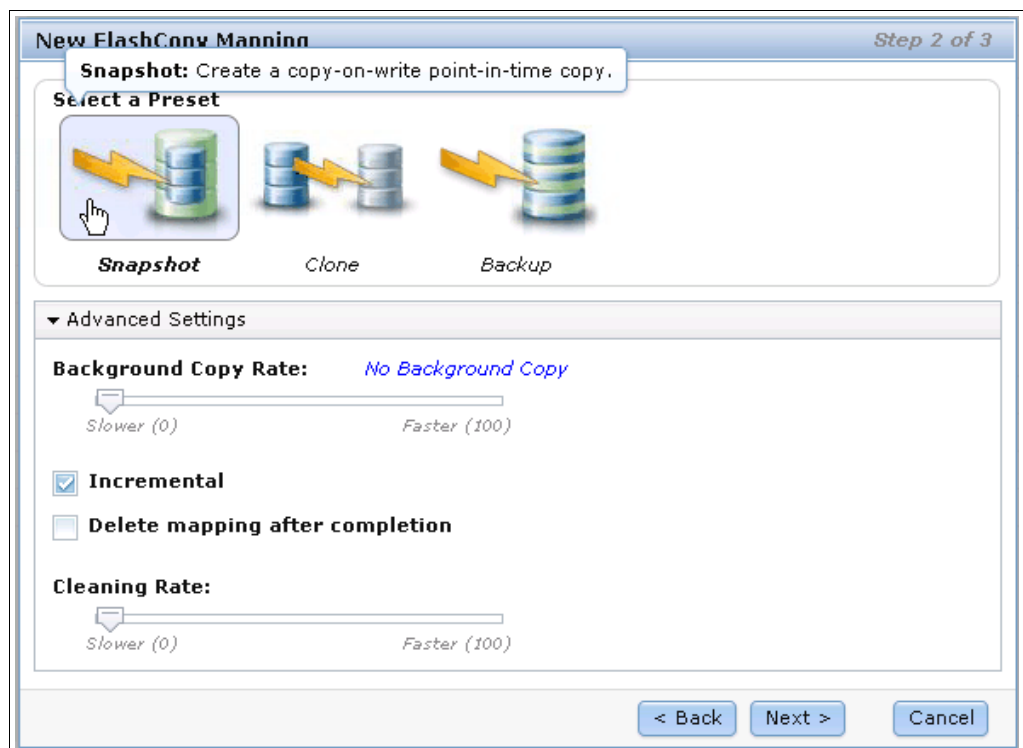 New FlashCopy Mapping
Step 2 of 3
Snapshot: Create a copy-on-write point-in-time copy.
Select a Preset
Snapshot
Clone
Backup
Advanced Settings
Background Copy Rate:
No Background Copy
Slower (0)
Faster (100)
Incremental
Delete mapping after completion
Cleaning Rate:
Slower (0)
Faster (100)
< Back
Next >
Cancel